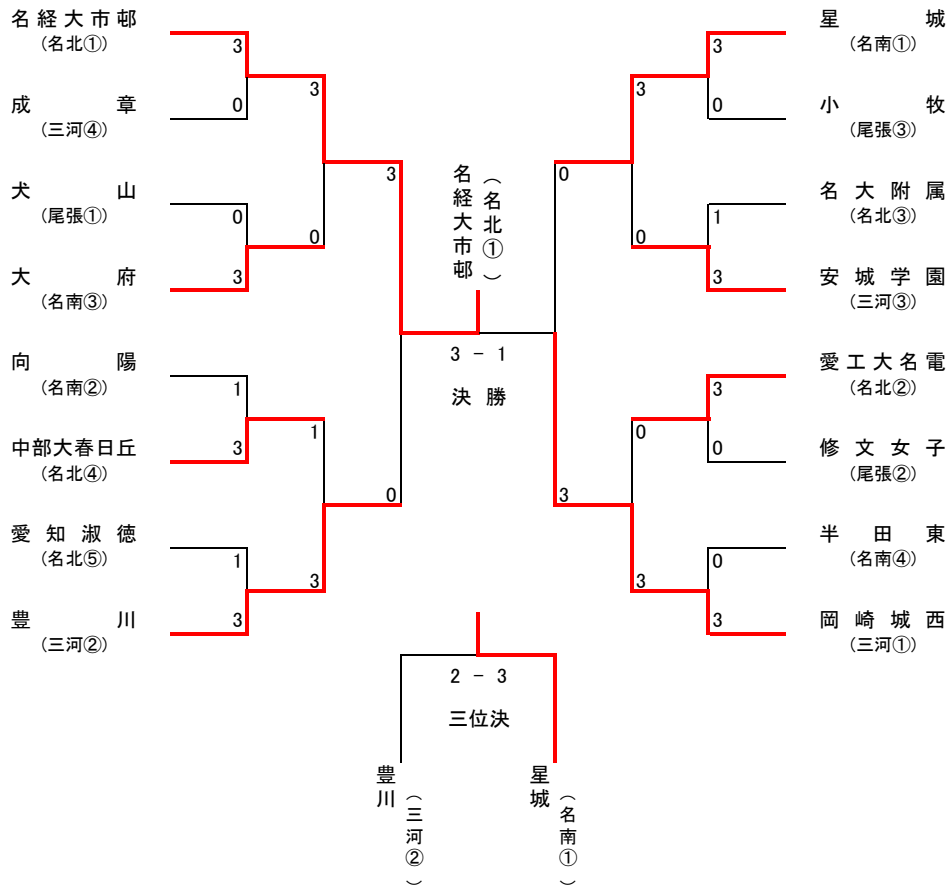 名経大市邨
(名北①)
3
成章
(三河④)
0
3
犬山
(尾張①)
0
大府
(名南③)
3
0
3
向陽
(名南②)
1
中部大春日丘
(名北④)
3
1
愛知淑徳
(名北⑤)
1
豊川
(三河②)
3
3
0
名経大市邨
(名北①)
3 - 1
決勝
星城
(名南①)
3
小牧
(尾張③)
0
3
名大附属
(名北③)
1
安城学園
(三河③)
3
0
0
愛工大名電
(名北②)
3
修文女子
(尾張②)
0
0
半田東
(名南④)
0
岡崎城西
(三河①)
3
3
3
2 - 3
三位決
豊川
(三河②)
星城
(名南①)